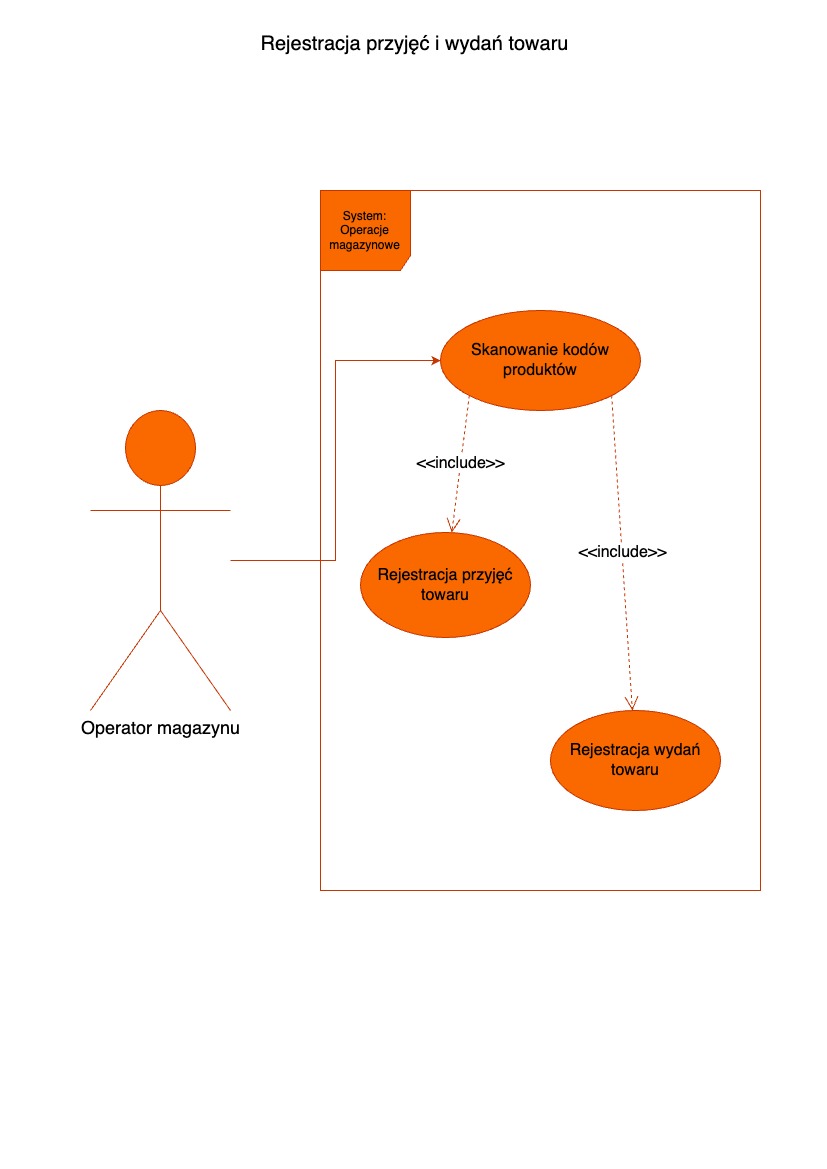 Rejestracja przyjęć i wydań towaru
System:
Operacje
magazynowe
Skanowanie kodów
produktów
<<include>>
<<include>>
Rejestracja przyjęć
towaru
Operator magazynu
Rejestracja wydań
towaru